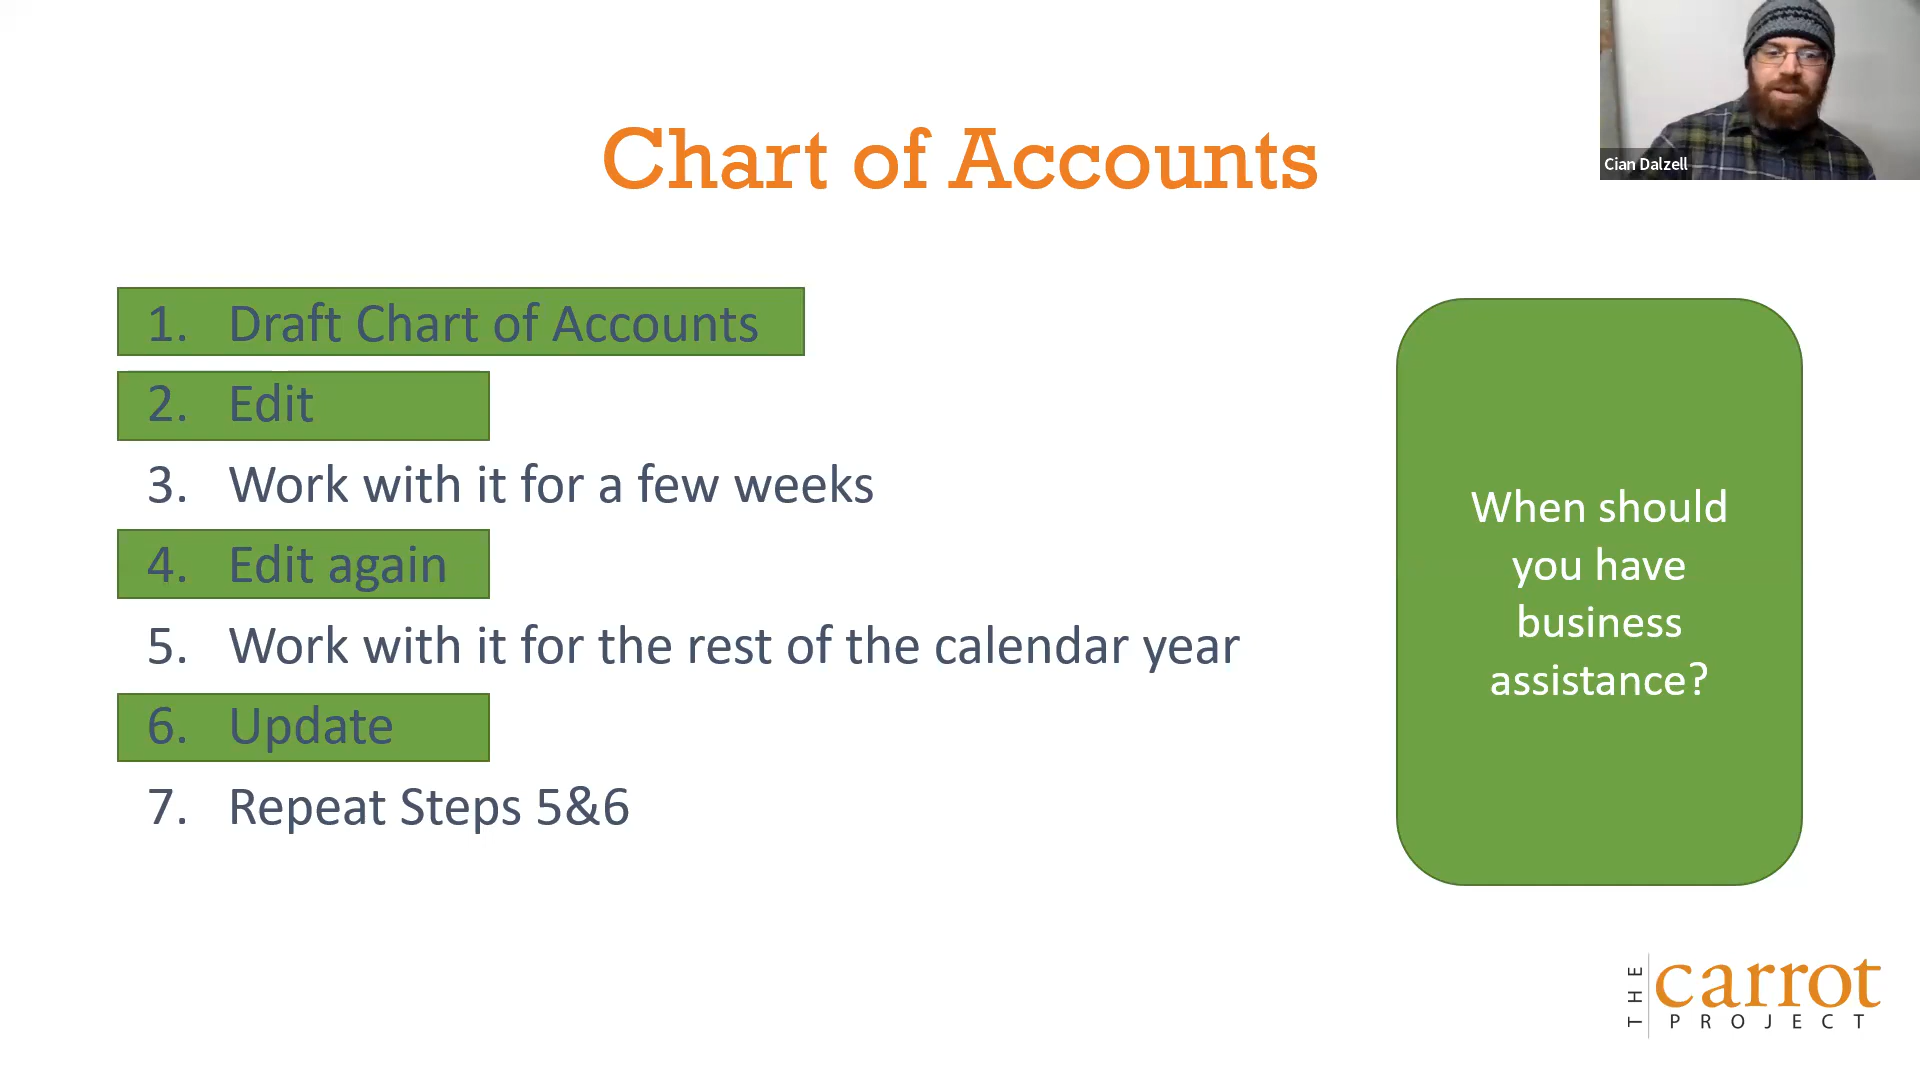 Chart of Accounts
Cian Dalzell
1. Draft Chart of Accounts
2. Edit
3. Work with it for a few weeks
4. Edit again
5. Work with it for the rest of the calendar year
6. Update
7. Repeat Steps 5&6
When should
you have
business
assistance?
THE
carrot
PROJECT